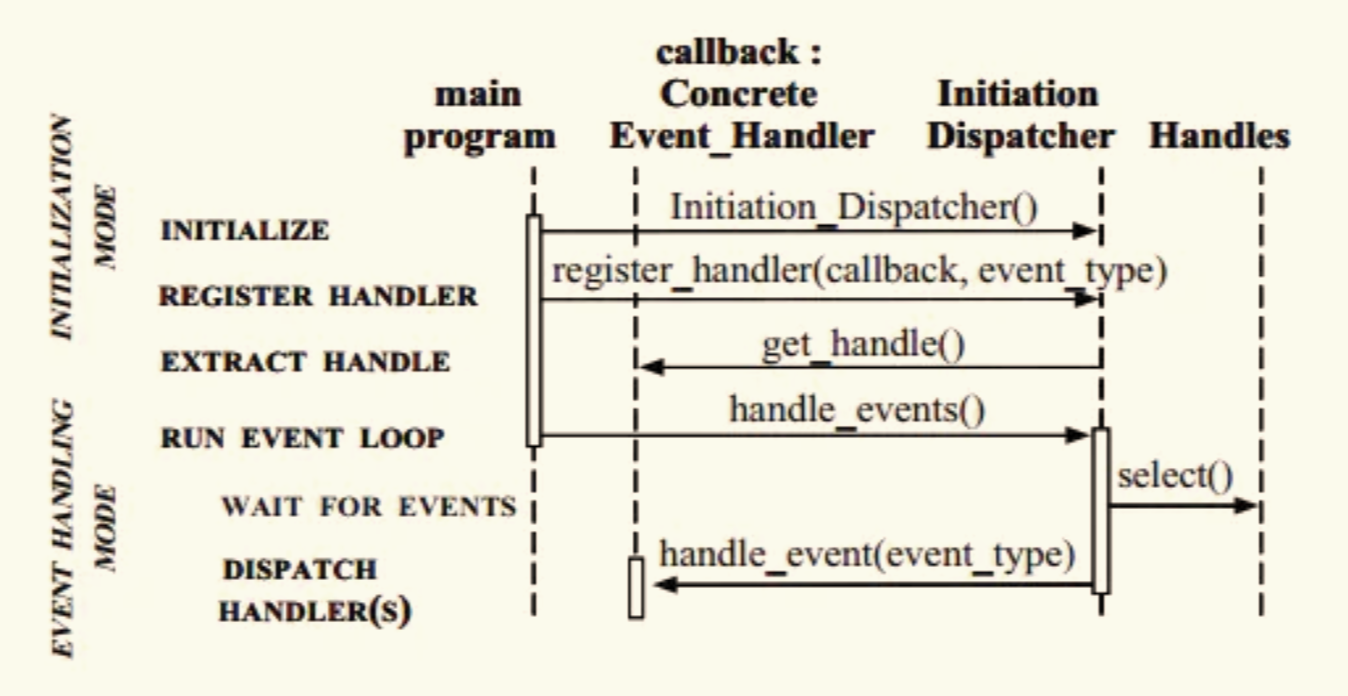 callback :
main Concrete Initiation
program Event_Handler Dispatcher Handles
INITIALIZATION
MODE
Initiation_Dispatcher()
INITIALIZE
register_handler(callback, event_type)
REGISTER HANDLER
get_handle()
EXTRACT HANDLE
EVENT HANDLING
MODE
handle_events()
RUN EVENT LOOP
select()
WAIT FOR EVENTS
handle_event(event_type)
DISPATCH
HANDLER(S)